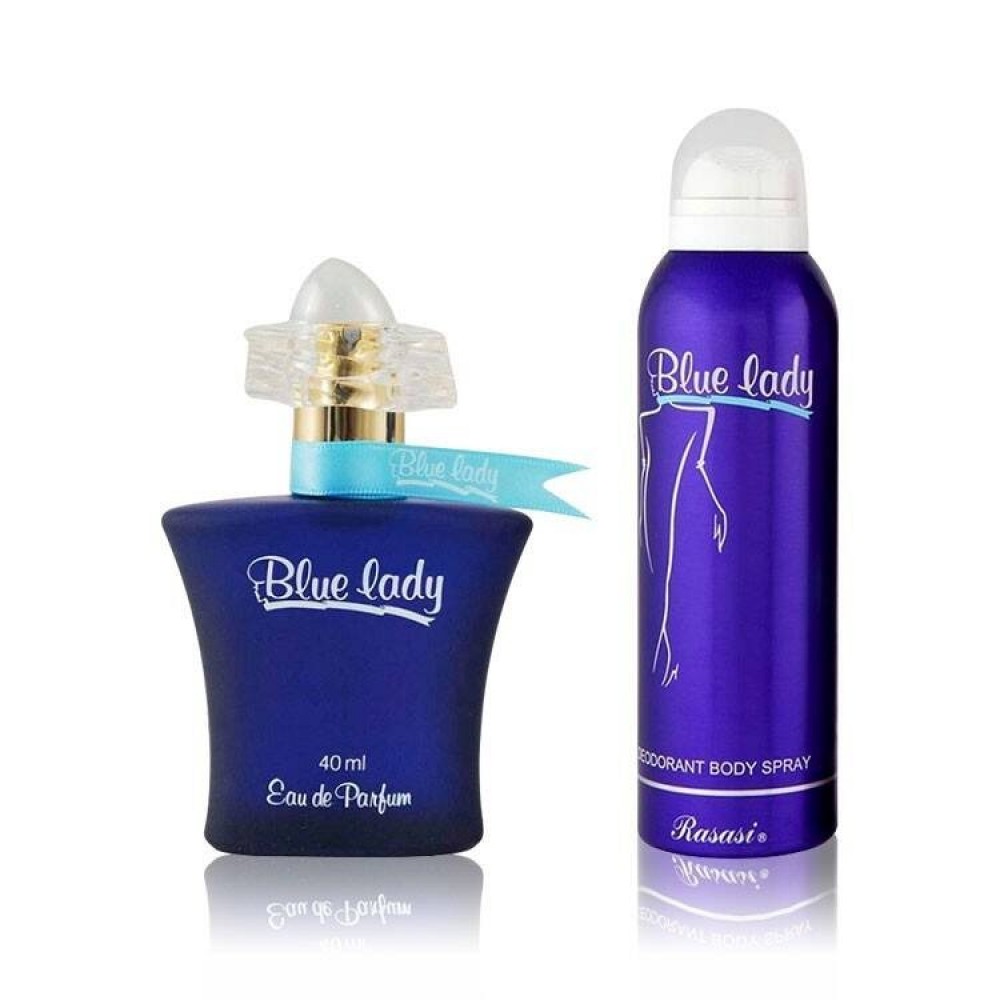 Blue lady
Blue lady
40 ml
Eau de Parfum
Blue lady
DEODORANT BODY SPRAY
Rasasi®